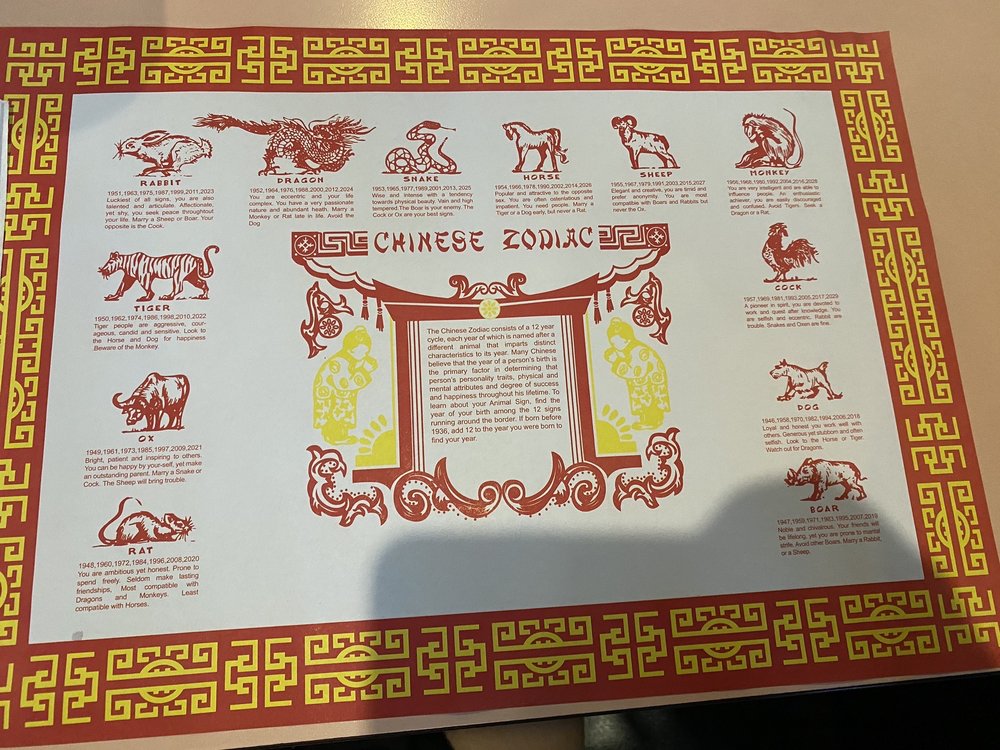 RABBIT
1951,1963,1975,1987,1999,2011,2023
Luckiest of all signs, you are also
talented and articulate. Affectionate,
yet shy, you seek peace throughtout
your life. Marry a Sheep or Boar. Your
opposite is the Cook.
DRAGON
1952,1964,1976,1988,2000,2012,2024
You are eccentric and your life
complex. You have a very passionate
nature and abundant heath. Marry a
Monkey or Rat late in life. Avoid the
Dog
SNAKE
1953,1965,1977,1989,2001,2013, 2025
Wise and intense with a tendency
towards physical beauty. Vain and high
tempered.The Boar is your enemy. The
Cock or Ox are your best signs.
HORSE
1954,1966,1978,1990,2002,2014,2026
Popular and attractive to the opposite
sex. You are often ostentatious and
impatient. You need people. Marry a
Tiger or a Dog early, but never a Rat.
SHEEP
1955,1967,1979,1991,2003,2015,2027
Elegant and creative, you are timid and
prefer anonymity. You are most
compatible with Boars and Rabbits but
never the Ox.
MONKEY
1956,1968,1980,1992,2004,2016,2028
You are very intelligent and are able to
influence people. An enthusiastic
achiever, you are easily discouraged
and confused. Avoid Tigers. Seek a
Dragon or a Rat.
CHINESE ZODIAC
TIGER
1950,1962,1974,1986,1998,2010,2022
Tiger people are aggressive, cour-
ageous, candid and sensitive. Look to
the Horse and Dog for happiness
Beware of the Monkey.
COCK
1957,1969,1981,1993,2005,2017,2029
A pioneer in spirit, you are devoted to
work and quest after knowledge. You
are selfish and eccentric. Rabbit are
trouble. Snakes and Oxen are fine.
The Chinese Zodiac consists of a 12 year
cycle, each year of which is named after a
different animal that imparts distinct
characteristics to its year. Many Chinese
believe that the year of a person's birth is
the primary factor in determining that
person's personality traits, physical and
mental attributes and degree of success
and happiness throughout his lifetime. To
learn about your Animal Sign, find the
year of your birth among the 12 signs
running around the border. If born before
1936, add 12 to the year you were born to
find your year.
OX
1949,1961,1973,1985,1997,2009,2021
Bright, patient and inspiring to others.
You can be happy by your-self, yet make
an outstanding parent. Marry a Snake or
Cock. The Sheep will bring trouble.
DOG
1946,1958,1970,1982,1994,2006,2018
Loyal and honest you work well with
others. Generous yet stubborn and often
selfish. Look to the Horse or Tiger.
Watch out for Dragons.
RAT
1948,1960,1972,1984,1996,2008,2020
You are ambitious yet honest. Prone to
spend freely. Seldom make lasting
friendships, Most compatible with
Dragons and Monkeys. Least
compatible with Horses.
BOAR
1947,1959,1971,1983,1995,2007,2019
Noble and chivalrous. Your friends will
be lifelong, yet you are prone to marital
strife. Avoid other Boars. Marry a Rabbit,
or a Sheep.